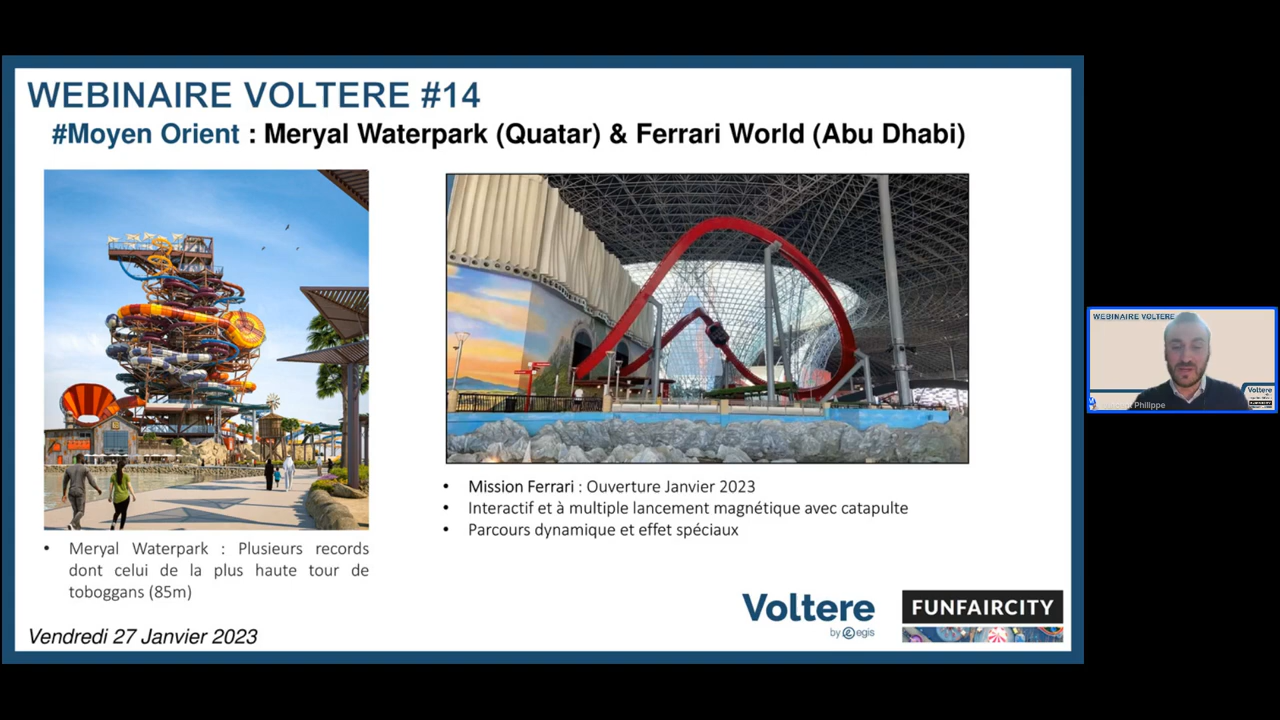 WEBINAIRE VOLTERE #14
#Moyen Orient : Meryal Waterpark (Quatar) & Ferrari World (Abu Dhabi)
• Mission Ferrari : Ouverture Janvier 2023
• Interactif et à multiple lancement magnétique avec catapulte
• Parcours dynamique et effet spéciaux
• Meryal Waterpark : Plusieurs records
dont celui de la plus haute tour de
toboggans (85m)
Vendredi 27 Janvier 2023
Voltere
by egis
FUNFAIRCITY
WEBINAIRE VOLTERE
Voltere
Philippe